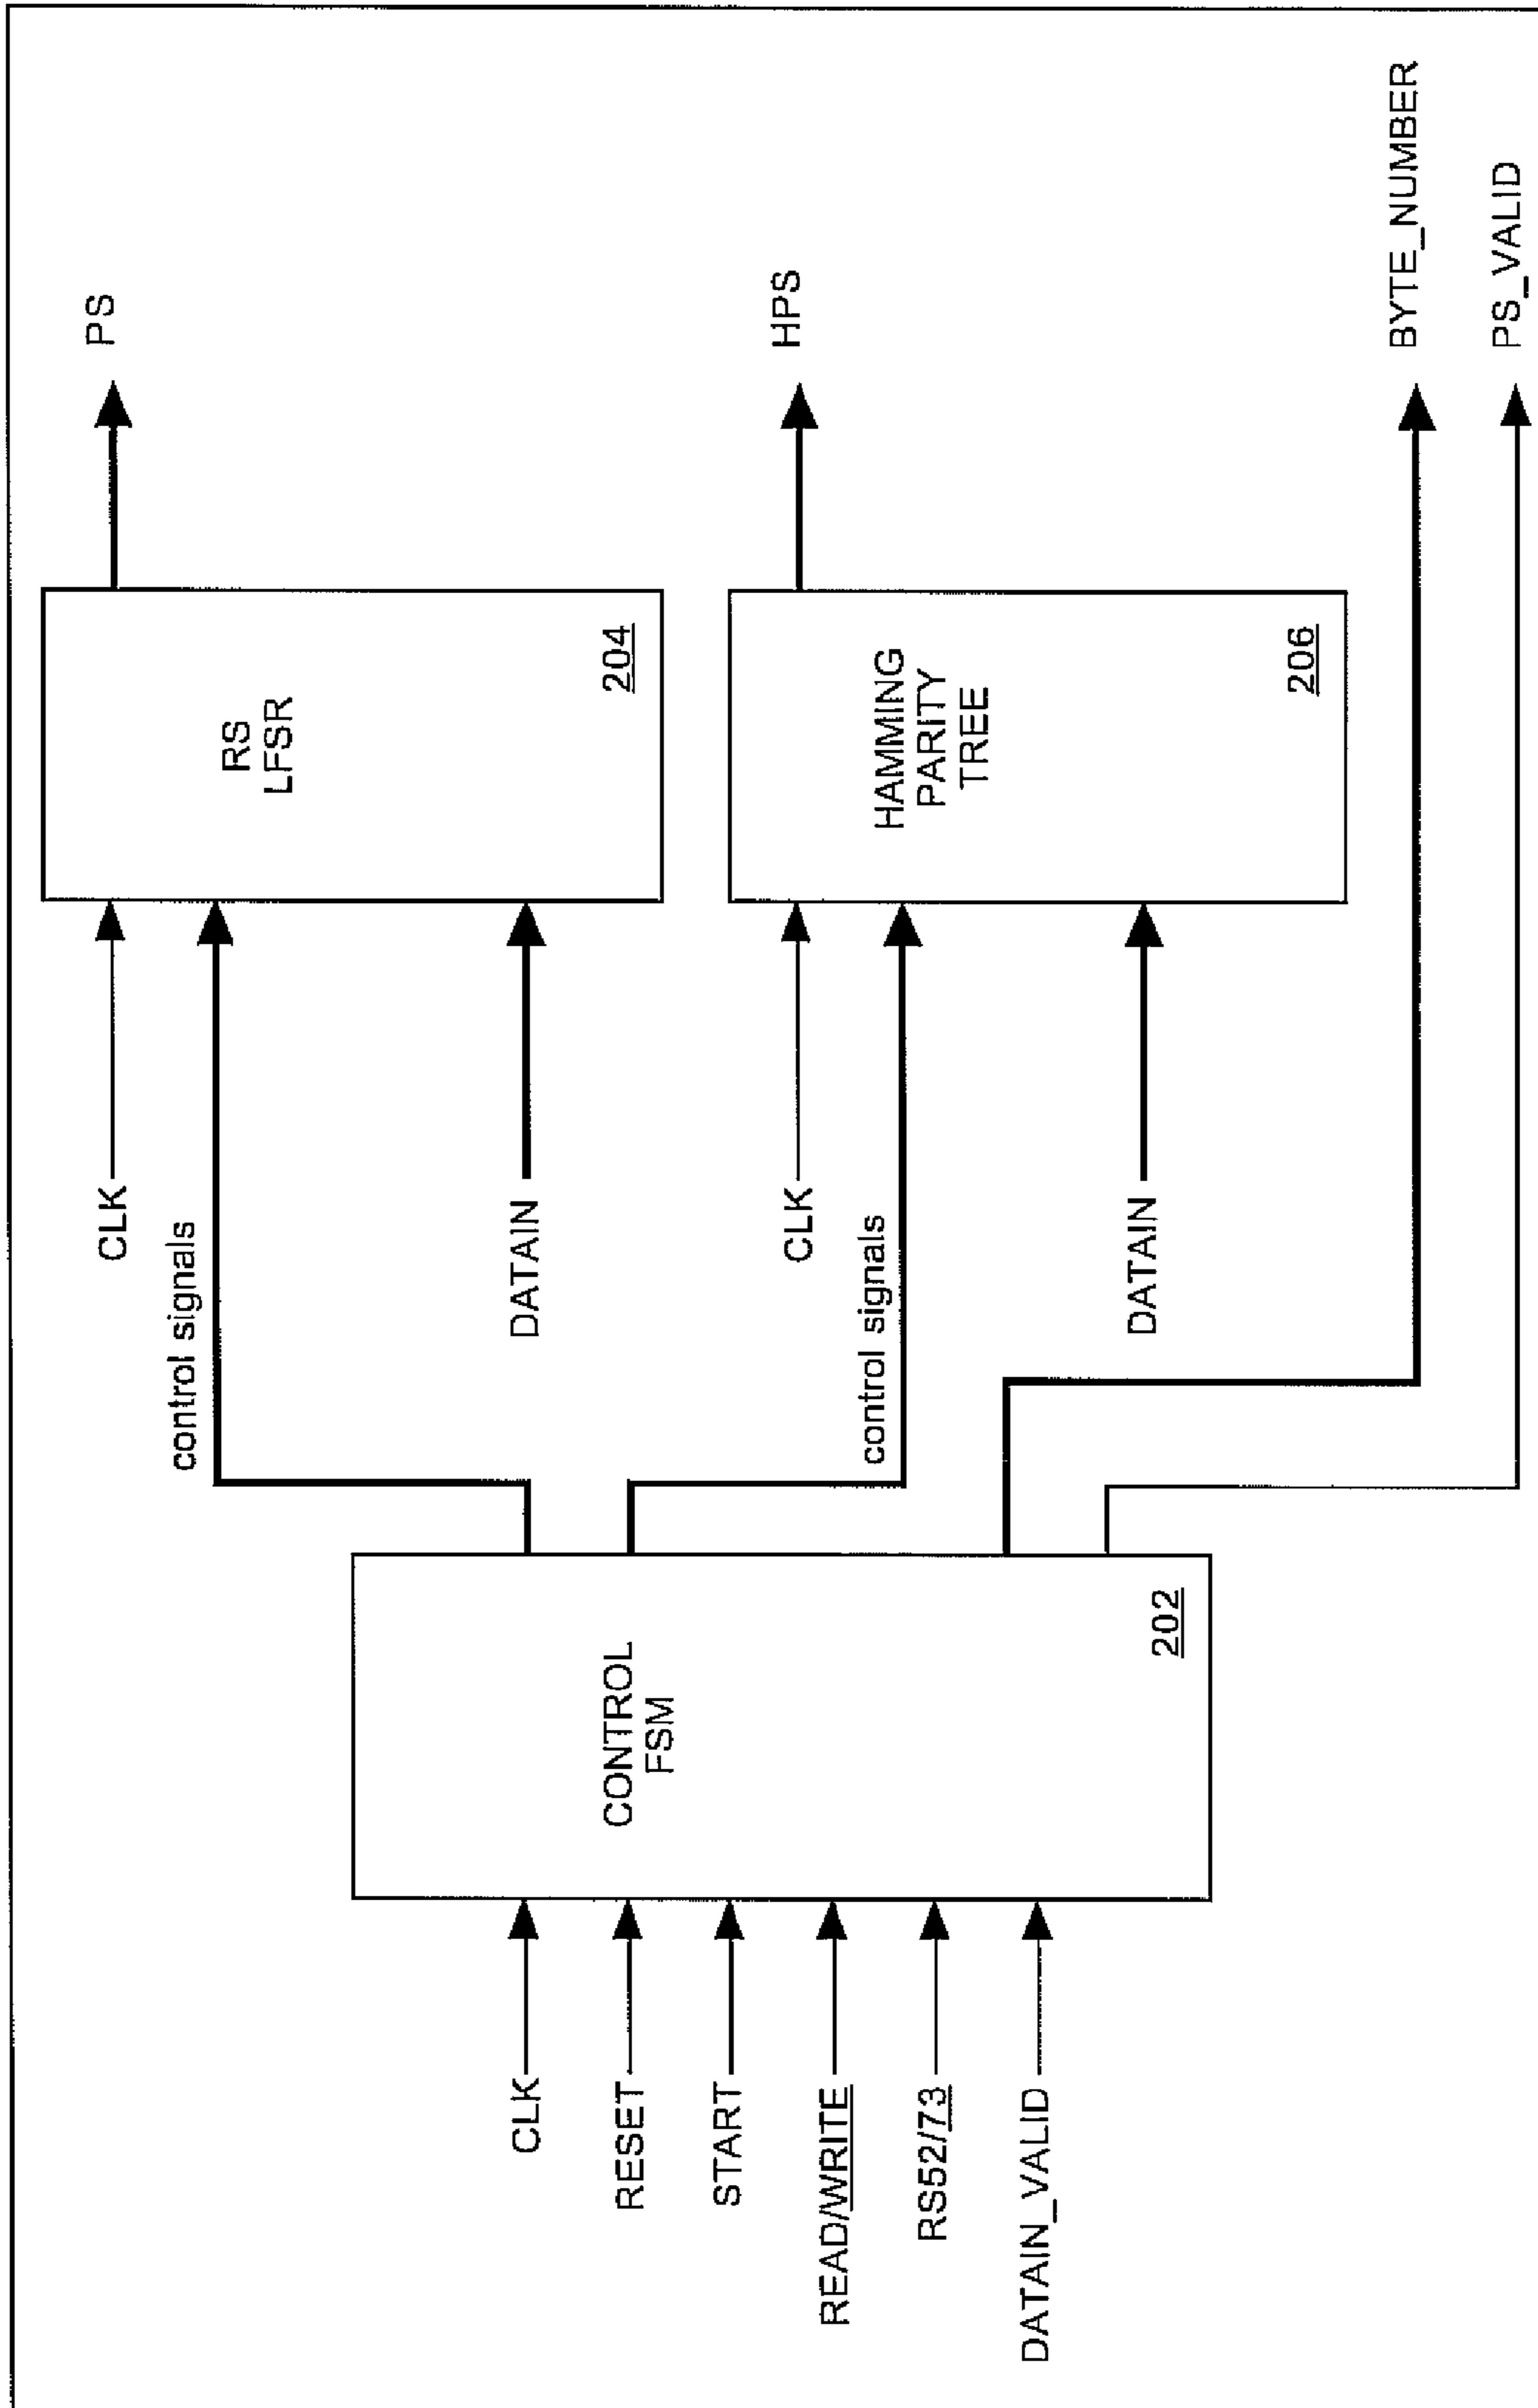 CLK
RESET
START
READ/WRITE
RS52/73
DATAIN_VALID
CONTROL
FSM
202
CLK
control signals
DATAIN
RS
LFSR
204
PS
CLK
control signals
DATAIN
HAMMING
PARITY
TREE
206
HPS
BYTE_NUMBER
PS_VALID